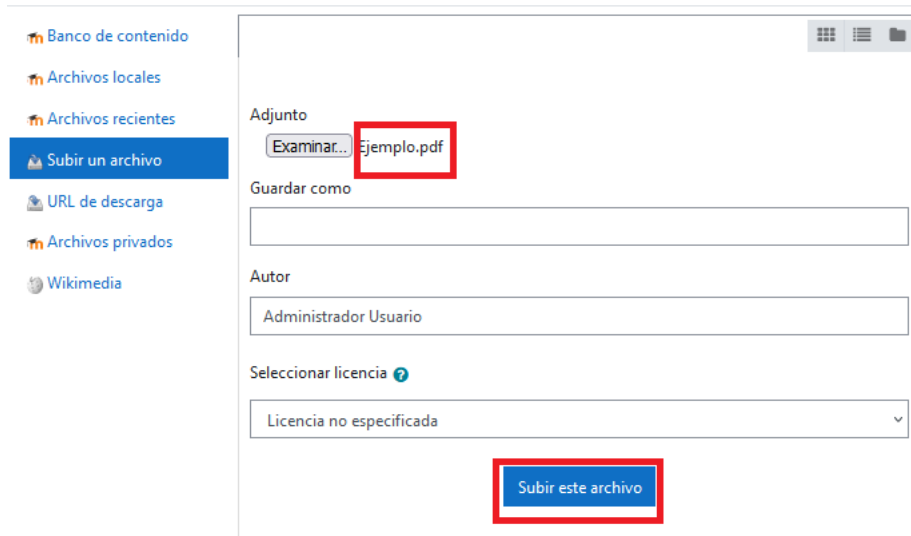 Banco de contenido
Archivos locales
Archivos recientes
Subir un archivo
URL de descarga
Archivos privados
Wikimedia
Adjunto
Examinar... Ejemplo.pdf
Guardar como
Autor
Administrador Usuario
Seleccionar licencia ?
Licencia no especificada
Subir este archivo